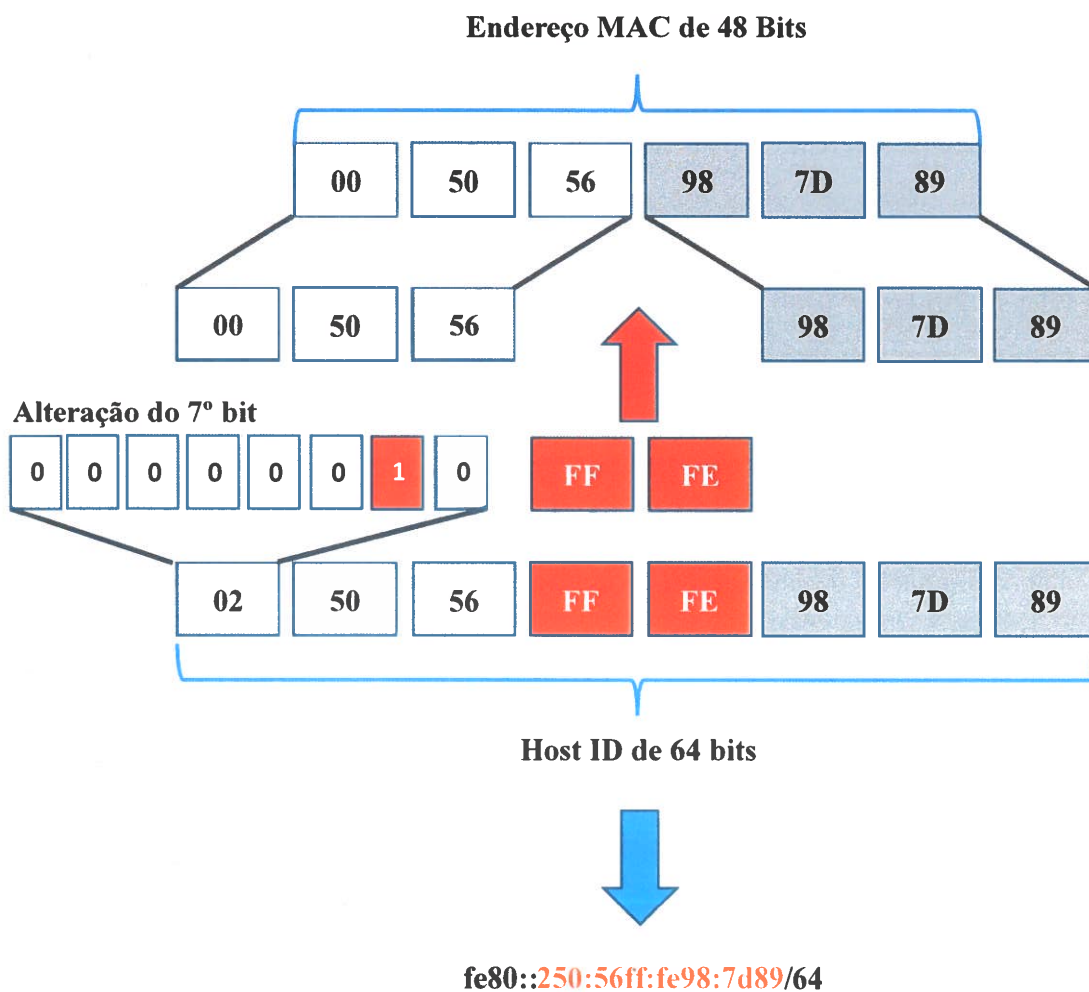 Endereço MAC de 48 Bits
00 50 56 98 7D 89
00 50 56 98 7D 89
Alteração do 7º bit
0 0 0 0 0 0 1 0 FF FE
02 50 56 FF FE 98 7D 89
Host ID de 64 bits
fe80::250:56ff:fe98:7d89/64